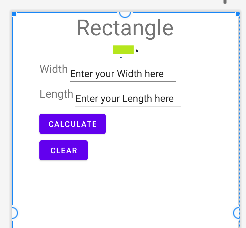 Rectangle
Width Enter your Width here
Length Enter your Length here
CALCULATE
CLEAR